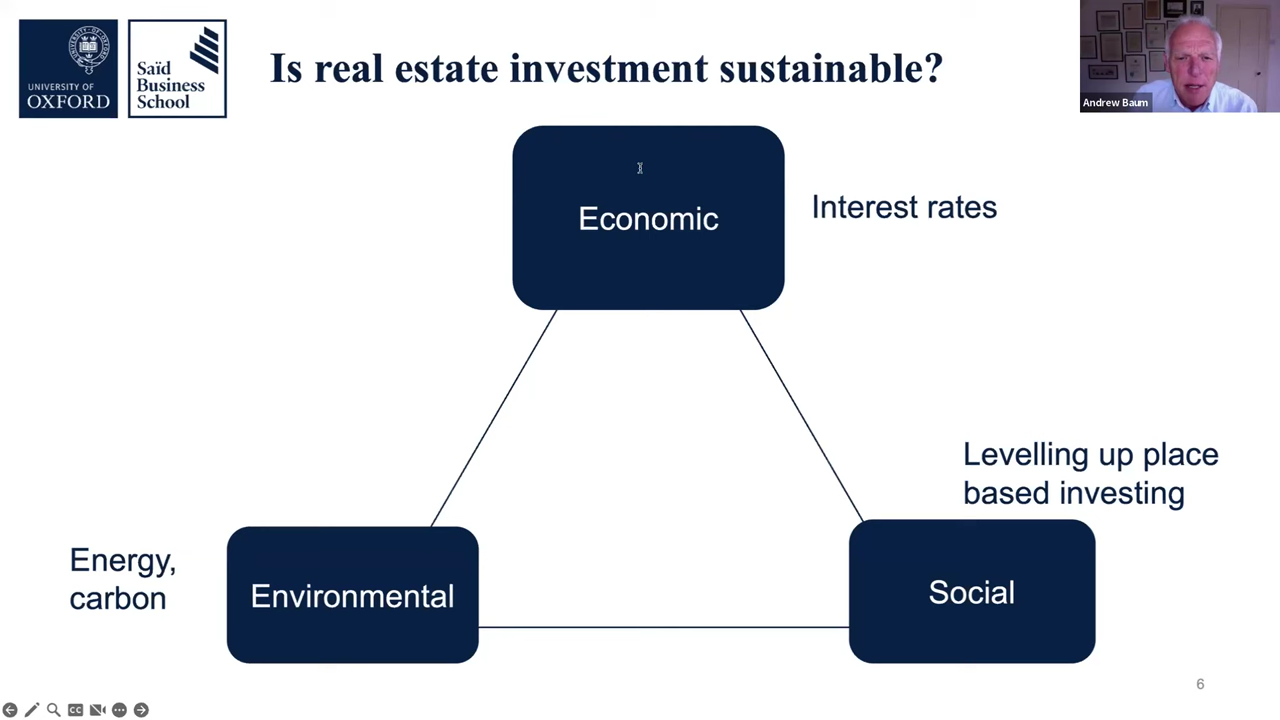 UNIVERSITY OF
OXFORD
Saïd
Business
School
Is real estate investment sustainable?
Andrew Baum
Economic
Interest rates
Levelling up place
based investing
Energy,
carbon
Environmental
Social
6
CC